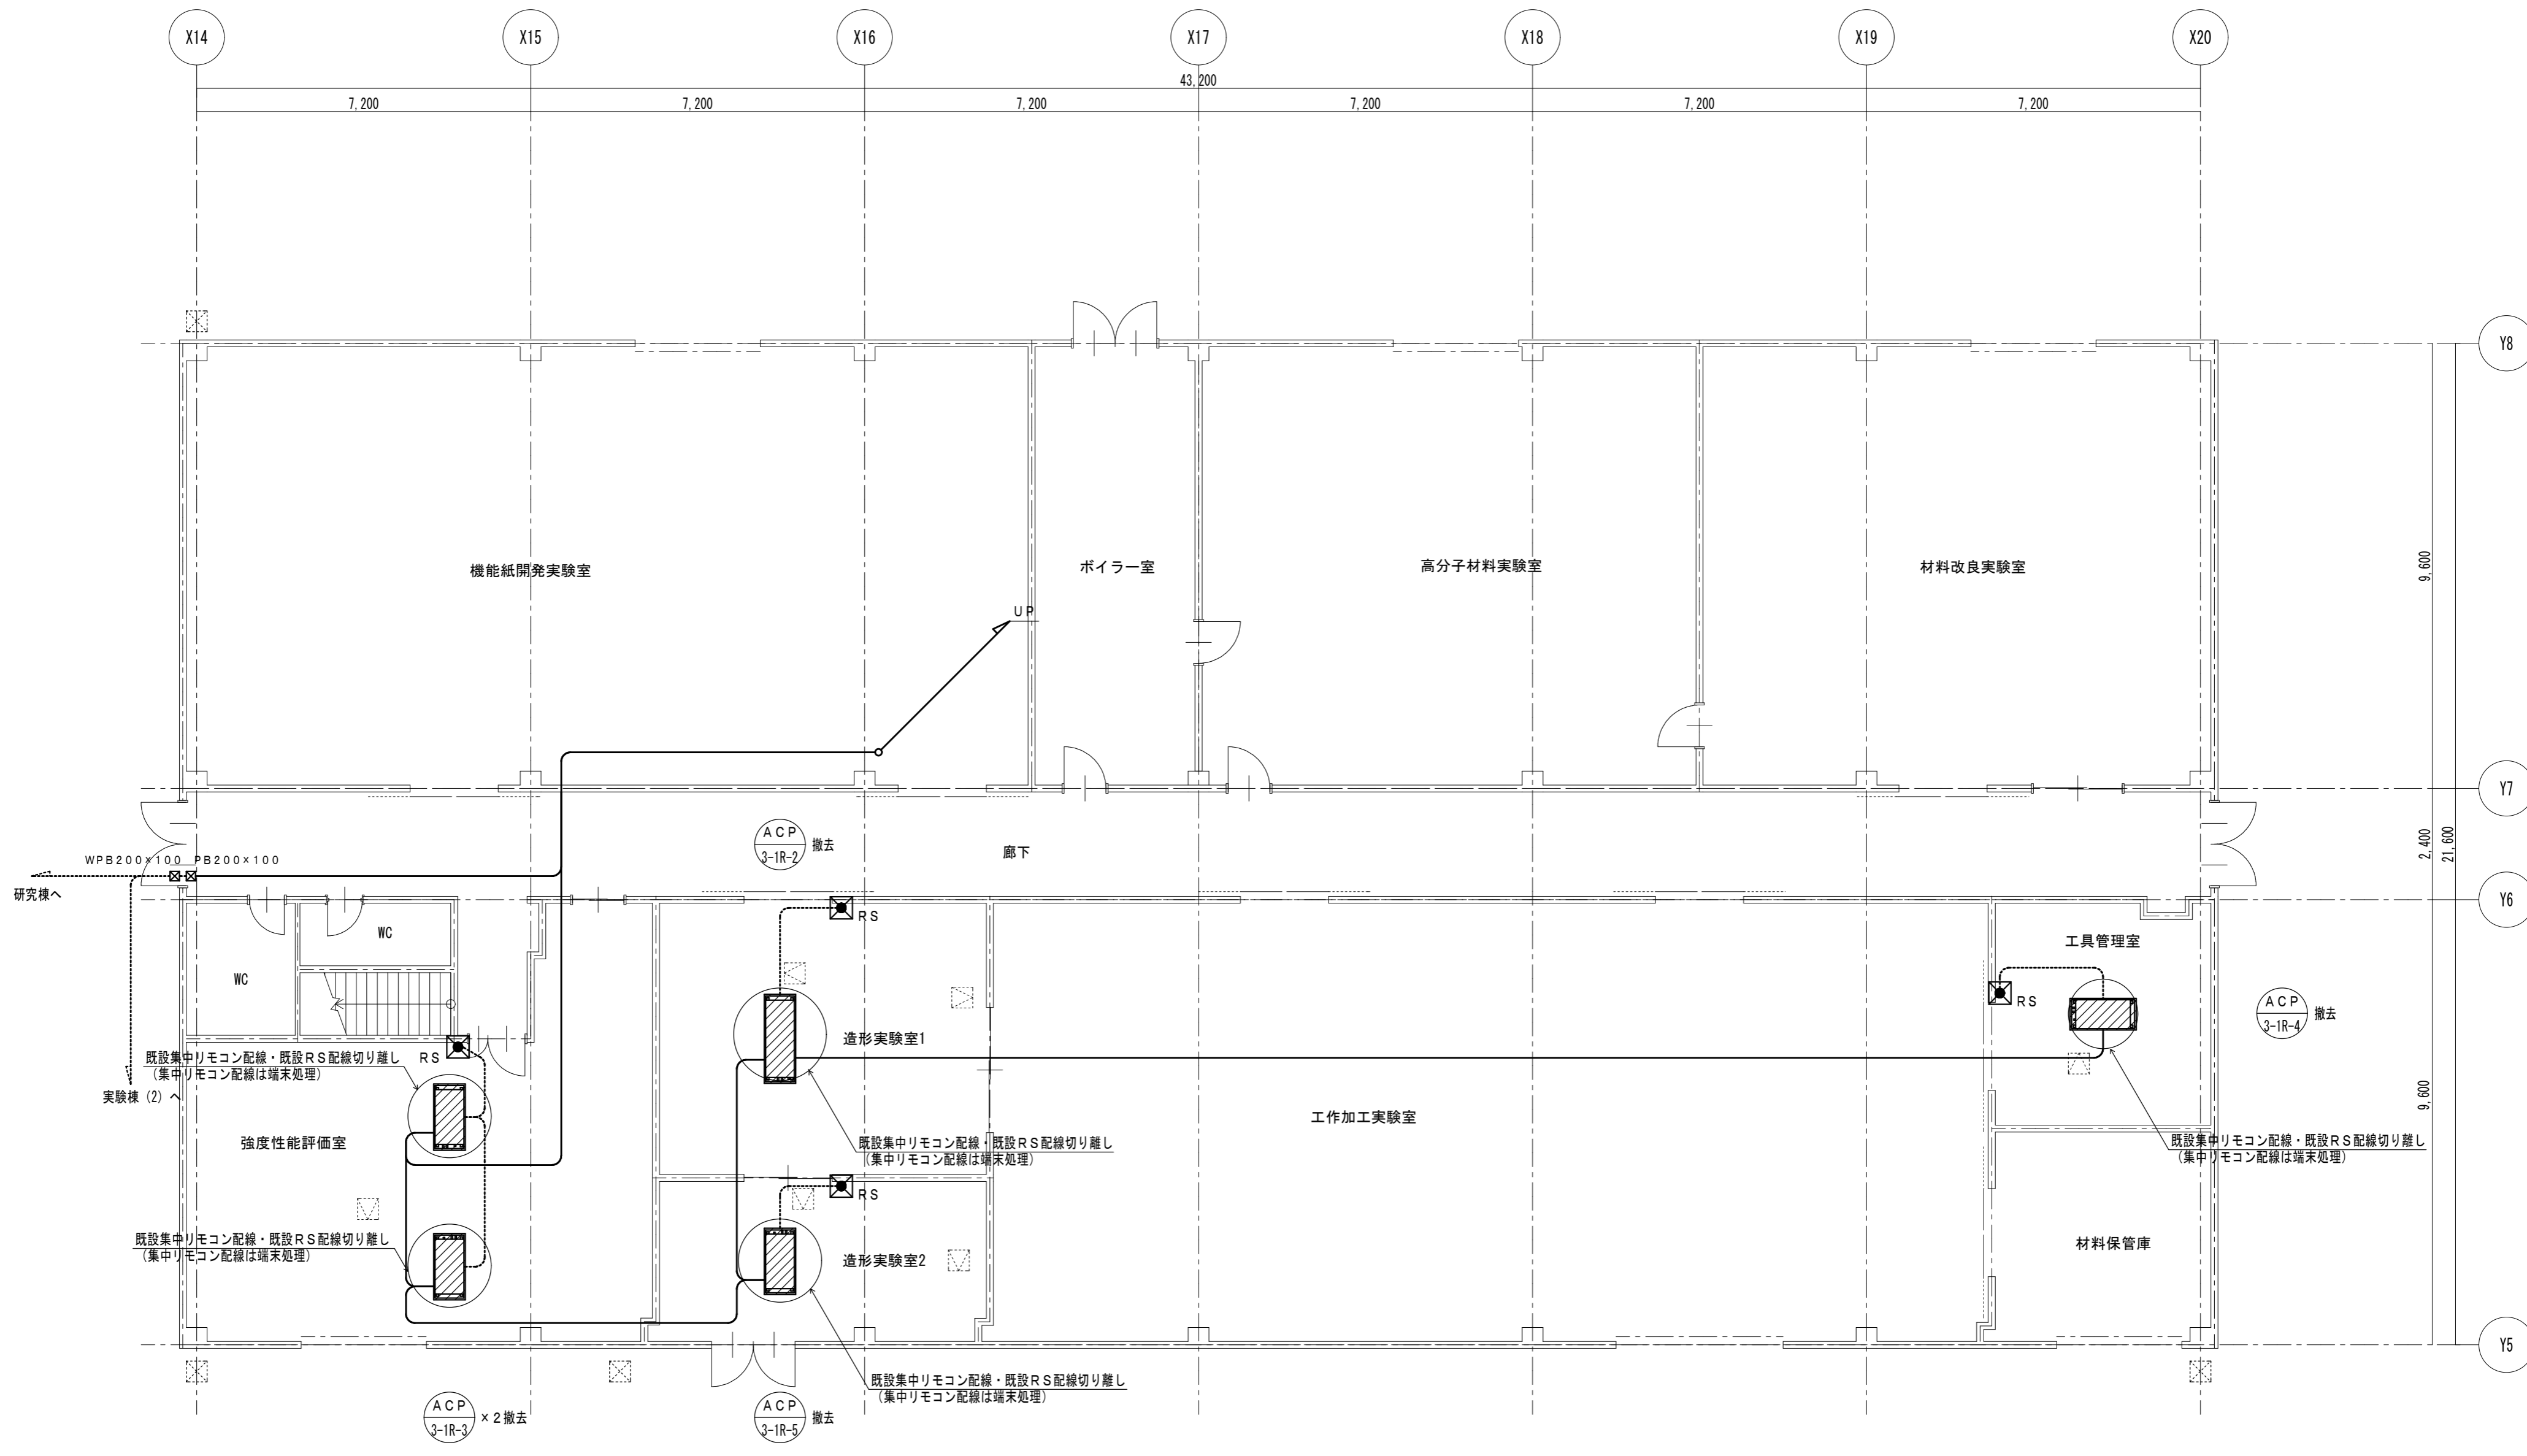 X14
X15
X16
X17
X18
X19
X20
43,200
7,200
7,200
7,200
7,200
7,200
7,200
Y8
機能紙開発実験室
ボイラー室
高分子材料実験室
材料改良実験室
9,600
UP
Y7
ACP
3-1R-2
撤去
廊下
2,400
21,600
WPB200×100
PB200×100
研究棟へ
Y6
RS
WC
WC
工具管理室
RS
ACP
3-1R-4
撤去
造形実験室1
RS
既設集中リモコン配線・既設RS配線切り離し
(集中リモコン配線は端末処理)
実験棟(2)へ
9,600
工作加工実験室
強度性能評価室
既設集中リモコン配線・既設RS配線切り離し
(集中リモコン配線は端末処理)
既設集中リモコン配線・既設RS配線切り離し
(集中リモコン配線は端末処理)
RS
既設集中リモコン配線・既設RS配線切り離し
(集中リモコン配線は端末処理)
造形実験室2
材料保管庫
Y5
既設集中リモコン配線・既設RS配線切り離し
(集中リモコン配線は端末処理)
ACP
3-1R-3
×2撤去
ACP
3-1R-5
撤去